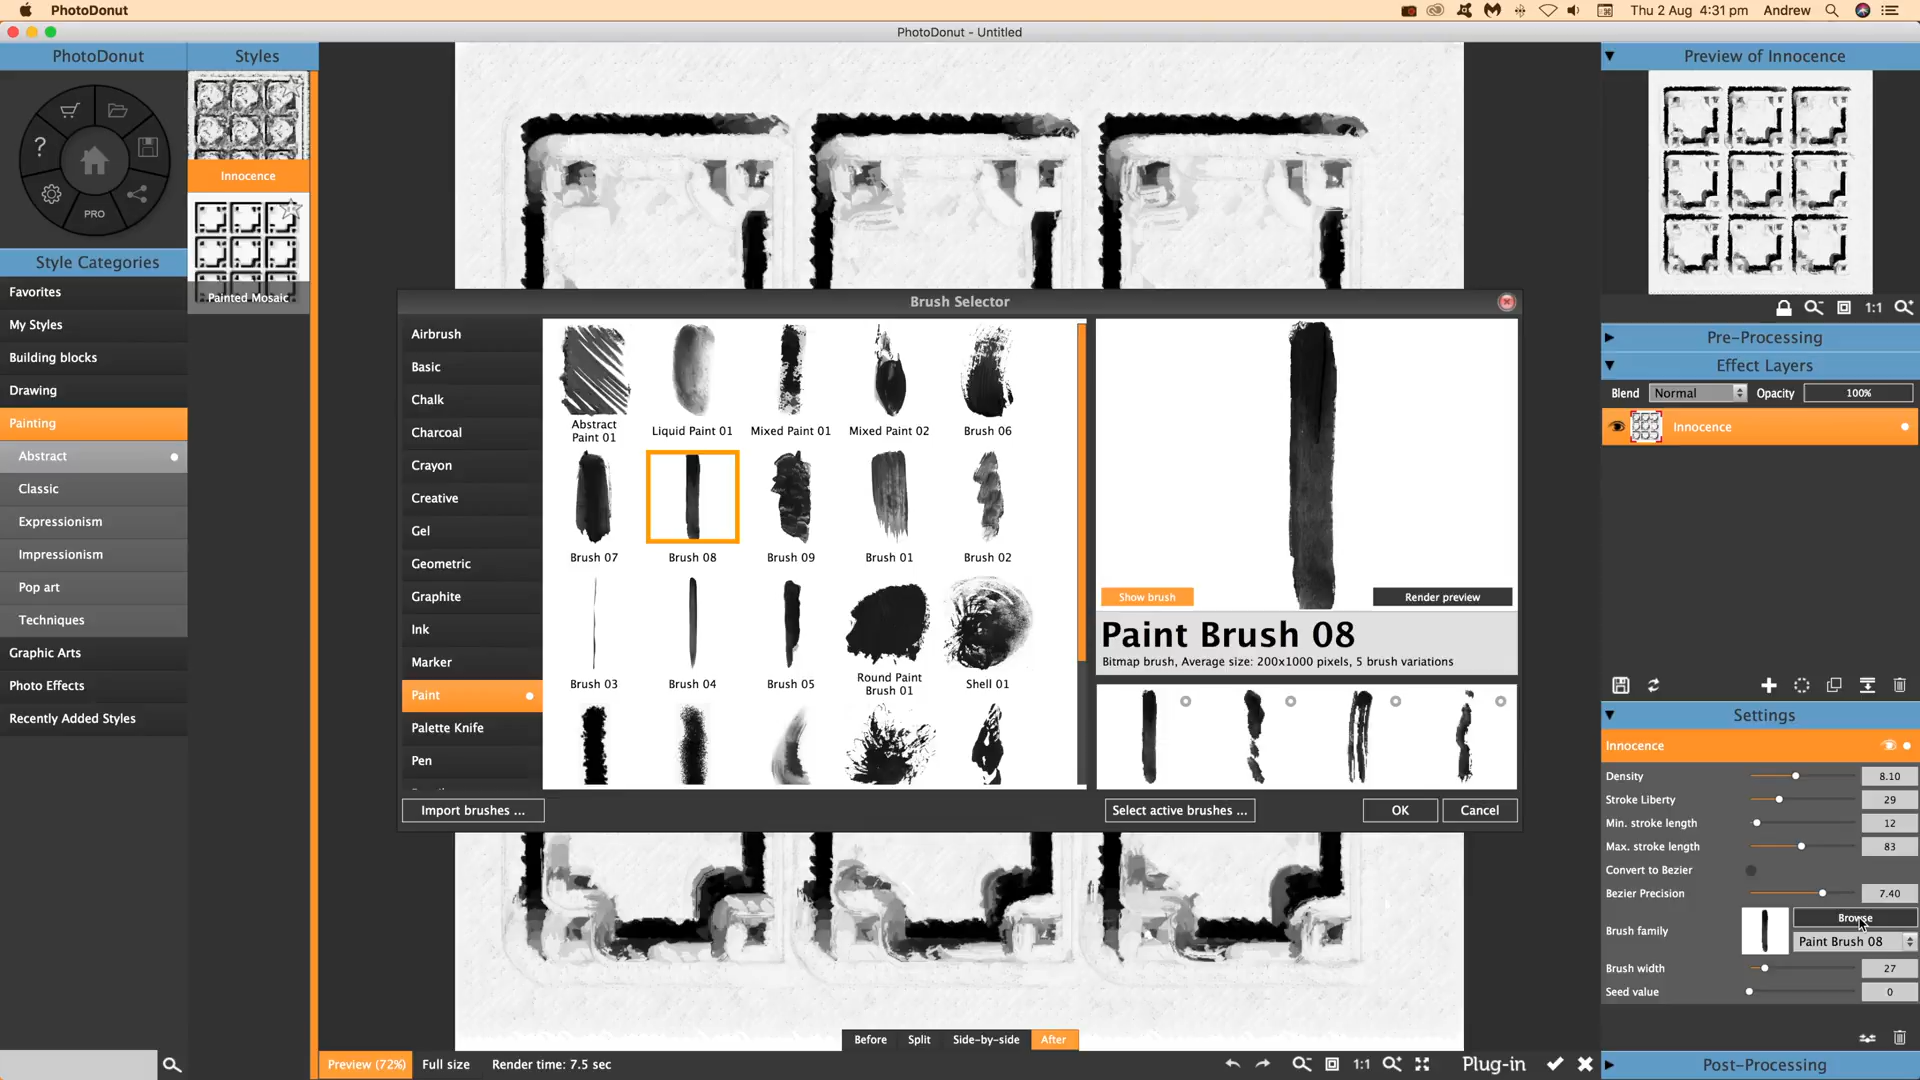 PhotoDonut
Thu 2 Aug 4:31 pm Andrew
PhotoDonut - Untitled
PhotoDonut
?
PRO
Style Categories
Favorites
My Styles
Building blocks
Drawing
Painting
Abstract
Classic
Expressionism
Impressionism
Pop art
Techniques
Graphic Arts
Photo Effects
Recently Added Styles
Styles
Innocence
Painted Mosaic
Brush Selector
Airbrush
Basic
Chalk
Charcoal
Crayon
Creative
Gel
Geometric
Graphite
Ink
Marker
Paint
Palette Knife
Pen
Import brushes ...
Abstract
Paint 01
Liquid Paint 01
Mixed Paint 01
Mixed Paint 02
Brush 06
Brush 07
Brush 08
Brush 09
Brush 01
Brush 02
Brush 03
Brush 04
Brush 05
Round Paint
Brush 01
Shell 01
Show brush
Render preview
Paint Brush 08
Bitmap brush, Average size: 200x1000 pixels, 5 brush variations
Select active brushes ...
OK
Cancel
Before
Split
Side-by-side
After
Preview (72%)
Full size
Render time: 7.5 sec
1:1
Plug-in
Preview of Innocence
1:1
Pre-Processing
Effect Layers
Blend Normal Opacity 100%
Innocence
Settings
Innocence
Density 8.10
Stroke Liberty 29
Min. stroke length 12
Max. stroke length 83
Convert to Bezier
Bezier Precision 7.40
Brush family
Browse
Paint Brush 08
Brush width 27
Seed value 0
Post-Processing